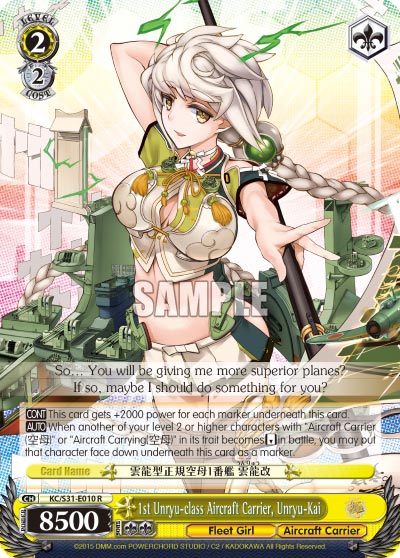 LEVEL
2
2
COST
SAMPLE
So... You will be giving me more superior planes?
If so, maybe I should do something for you?
CONT This card gets +2000 power for each marker underneath this card.
AUTO When another of your level 2 or higher characters with "Aircraft Carrier
(空母)" or "Aircraft Carrying(空母)" in its trait becomes in battle, you may put
that character face down underneath this card as a marker.
Card Name
雲龍型正規空母1番艦 雲龍改
CH KC/S31-E010 R
1st Unryu-class Aircraft Carrier, Unryu-Kai
8500
SOUL
Fleet Girl
Aircraft Carrier
©2015 DMM.com POWERCHORD STUDIO / C2 / KADOKAWA All Rights Reserved.